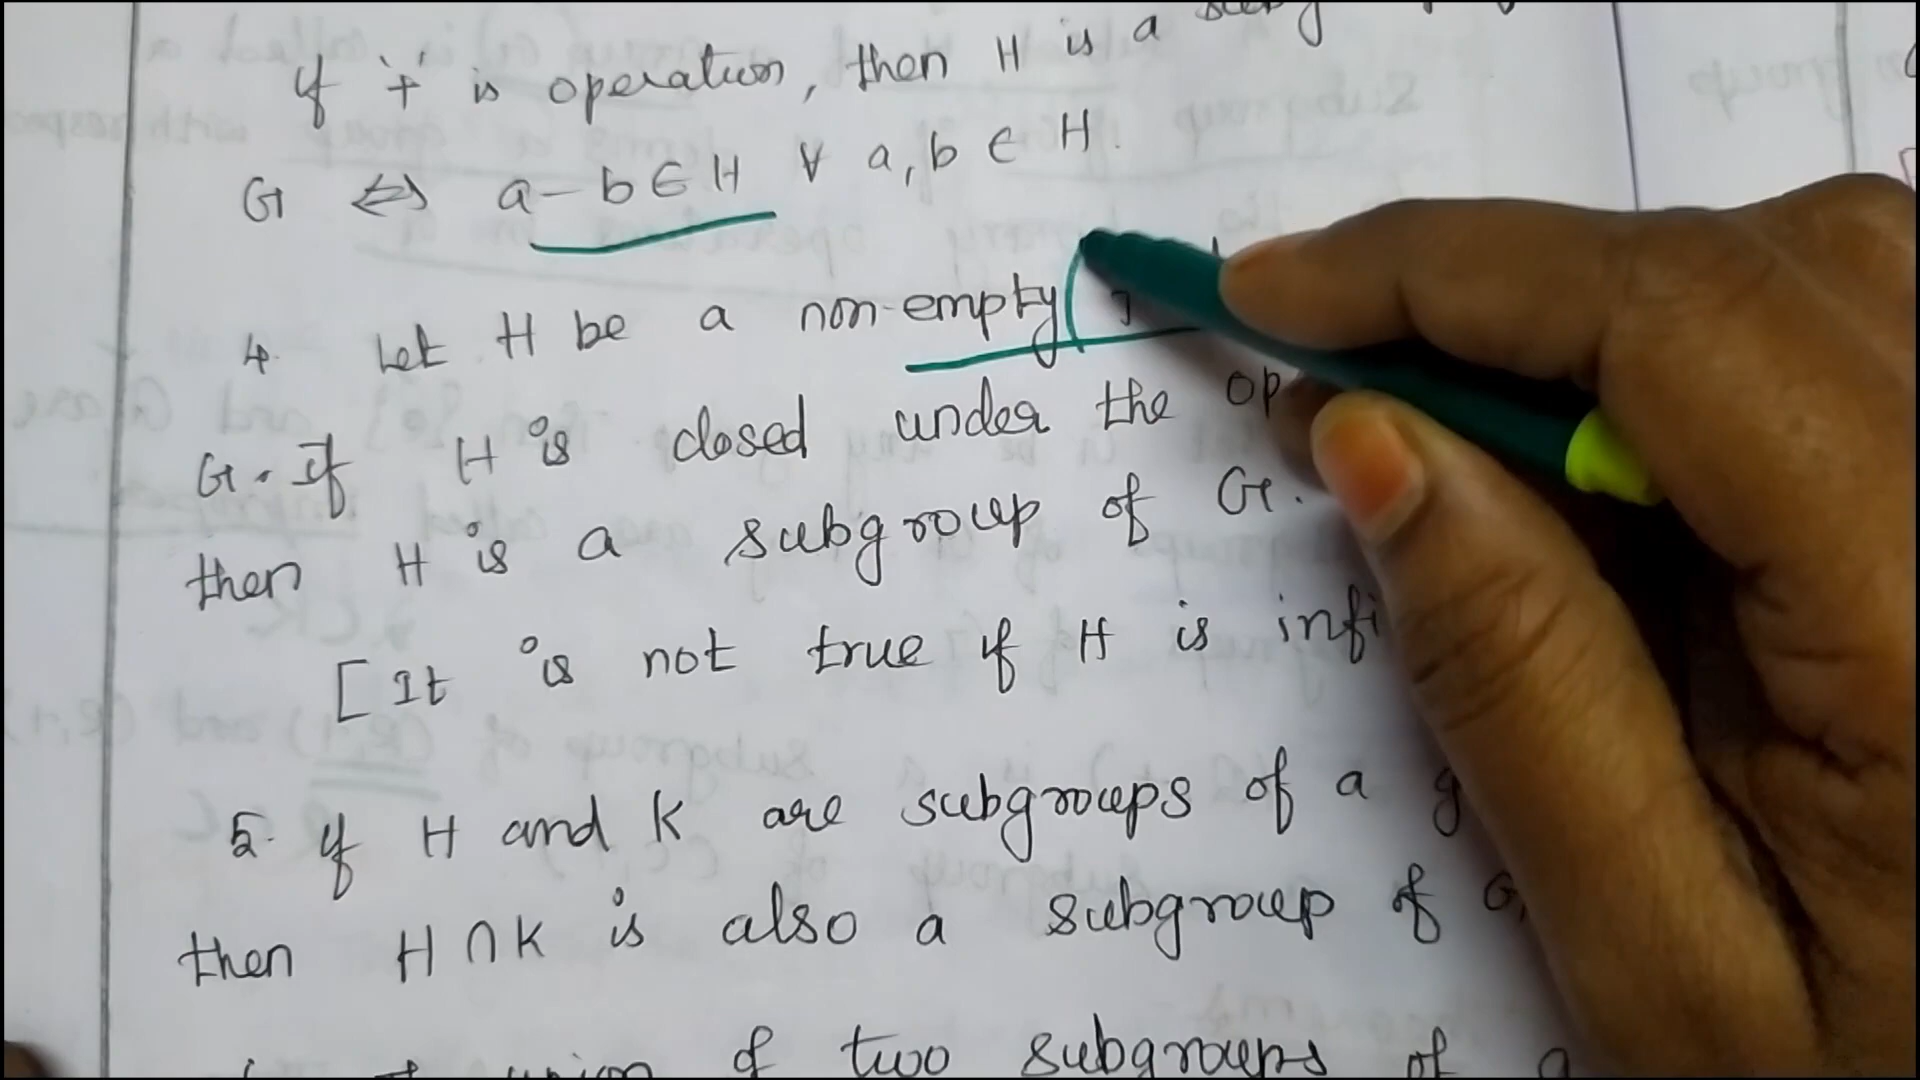 If '+' is operation, then H is a
G ⇔ a-b∈H ∀ a,b ∈ H.
4. Let H be a non-empty
G. If H is closed under the op
then H is a subgroup of G.
[It is not true if H is infi
5. If H and K are subgroups of a g
then H∩K is also a subgroup of G,
of two subgroups of a